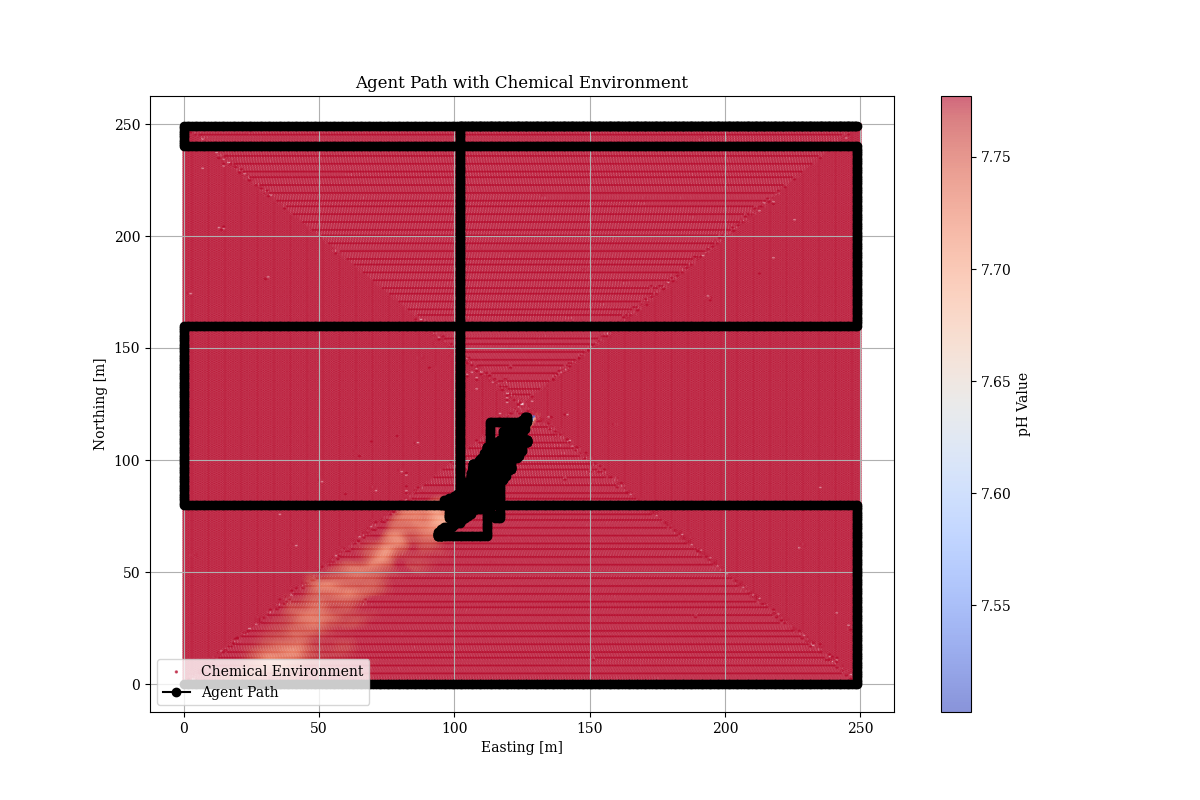 Agent Path with Chemical Environment
250
200
150
100
50
0
Northing [m]
0 50 100 150 200 250
Easting [m]
Chemical Environment
Agent Path
7.75
7.70
7.65
7.60
7.55
pH Value